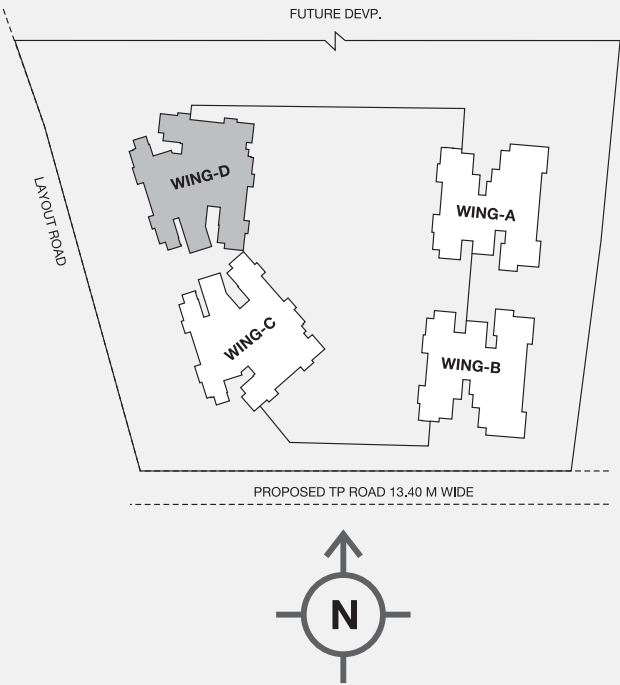 FUTURE DEVP.
WING-D
LAYOUT ROAD
WING-A
WING-C
WING-B
PROPOSED TP ROAD 13.40 M WIDE
N